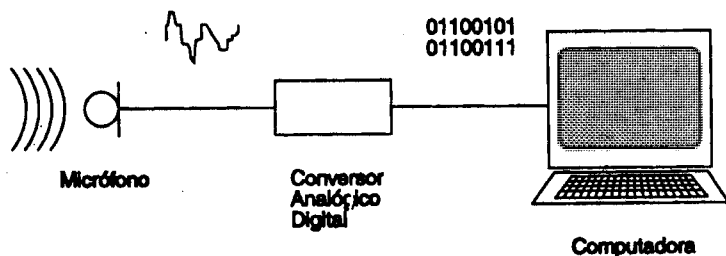 01100101
01100111
Micrófono
Conversor
Analógico
Digital
Computadora